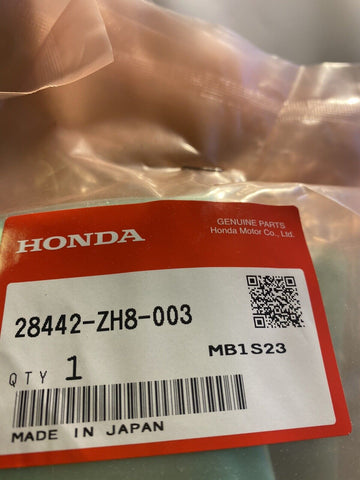 GENUINE PARTS
HONDA Honda Motor Co., Ltd.
28442-ZH8-003
MB1S23
QTY 1
MADE IN JAPAN